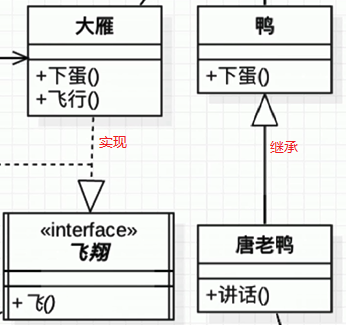 大雁
+下蛋()
+飞行()
鸭
+下蛋()
实现
继承
«interface»
飞翔
+飞()
唐老鸭
+讲话()